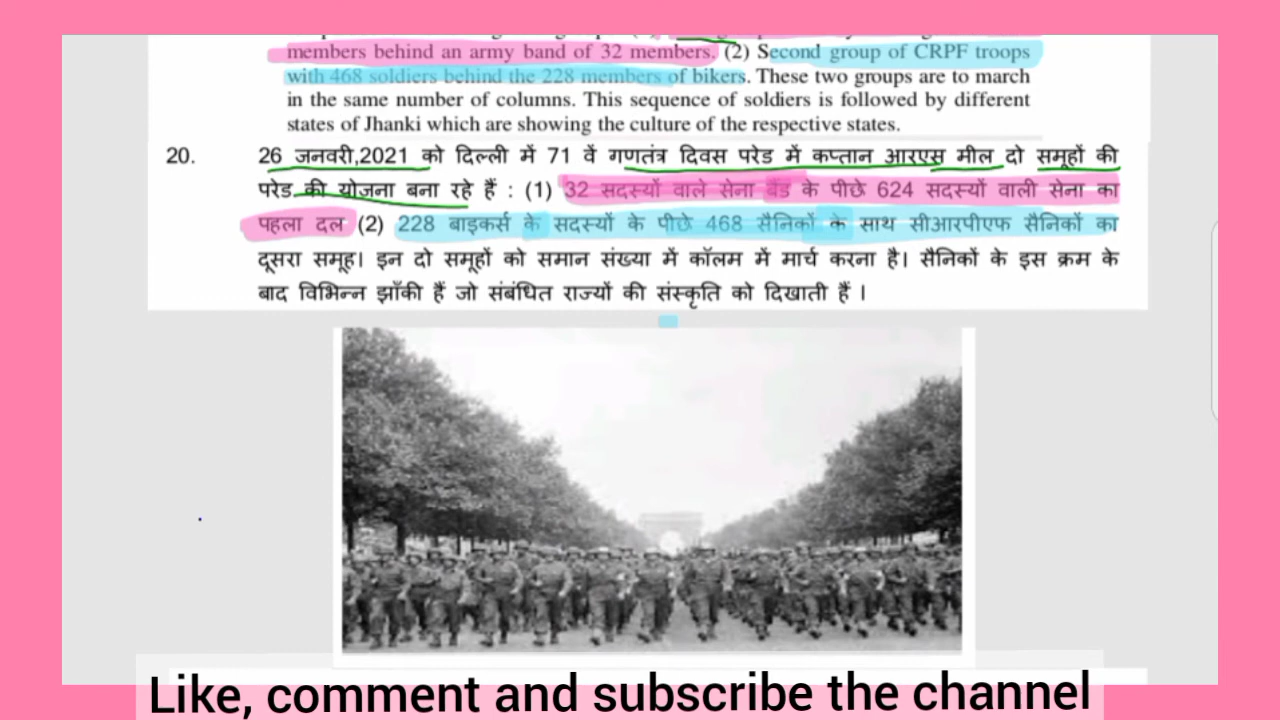 members behind an army band of 32 members. (2) Second group of CRPF troops
with 468 soldiers behind the 228 members of bikers. These two groups are to march
in the same number of columns. This sequence of soldiers is followed by different
states of Jhanki which are showing the culture of the respective states.
20. 26 जनवरी,2021 को दिल्ली में 71 वें गणतंत्र दिवस परेड में कप्तान आरएस मील दो समूहों की
परेड की योजना बना रहे हैं : (1) 32 सदस्यों वाले सेना बैंड के पीछे 624 सदस्यों वाली सेना का
पहला दल (2) 228 बाइकर्स के सदस्यों के पीछे 468 सैनिकों के साथ सीआरपीएफ सैनिकों का
दूसरा समूह। इन दो समूहों को समान संख्या में कॉलम में मार्च करना है। सैनिकों के इस क्रम के
बाद विभिन्न झाँकी हैं जो संबंधित राज्यों की संस्कृति को दिखाती हैं ।
Like, comment and subscribe the channel